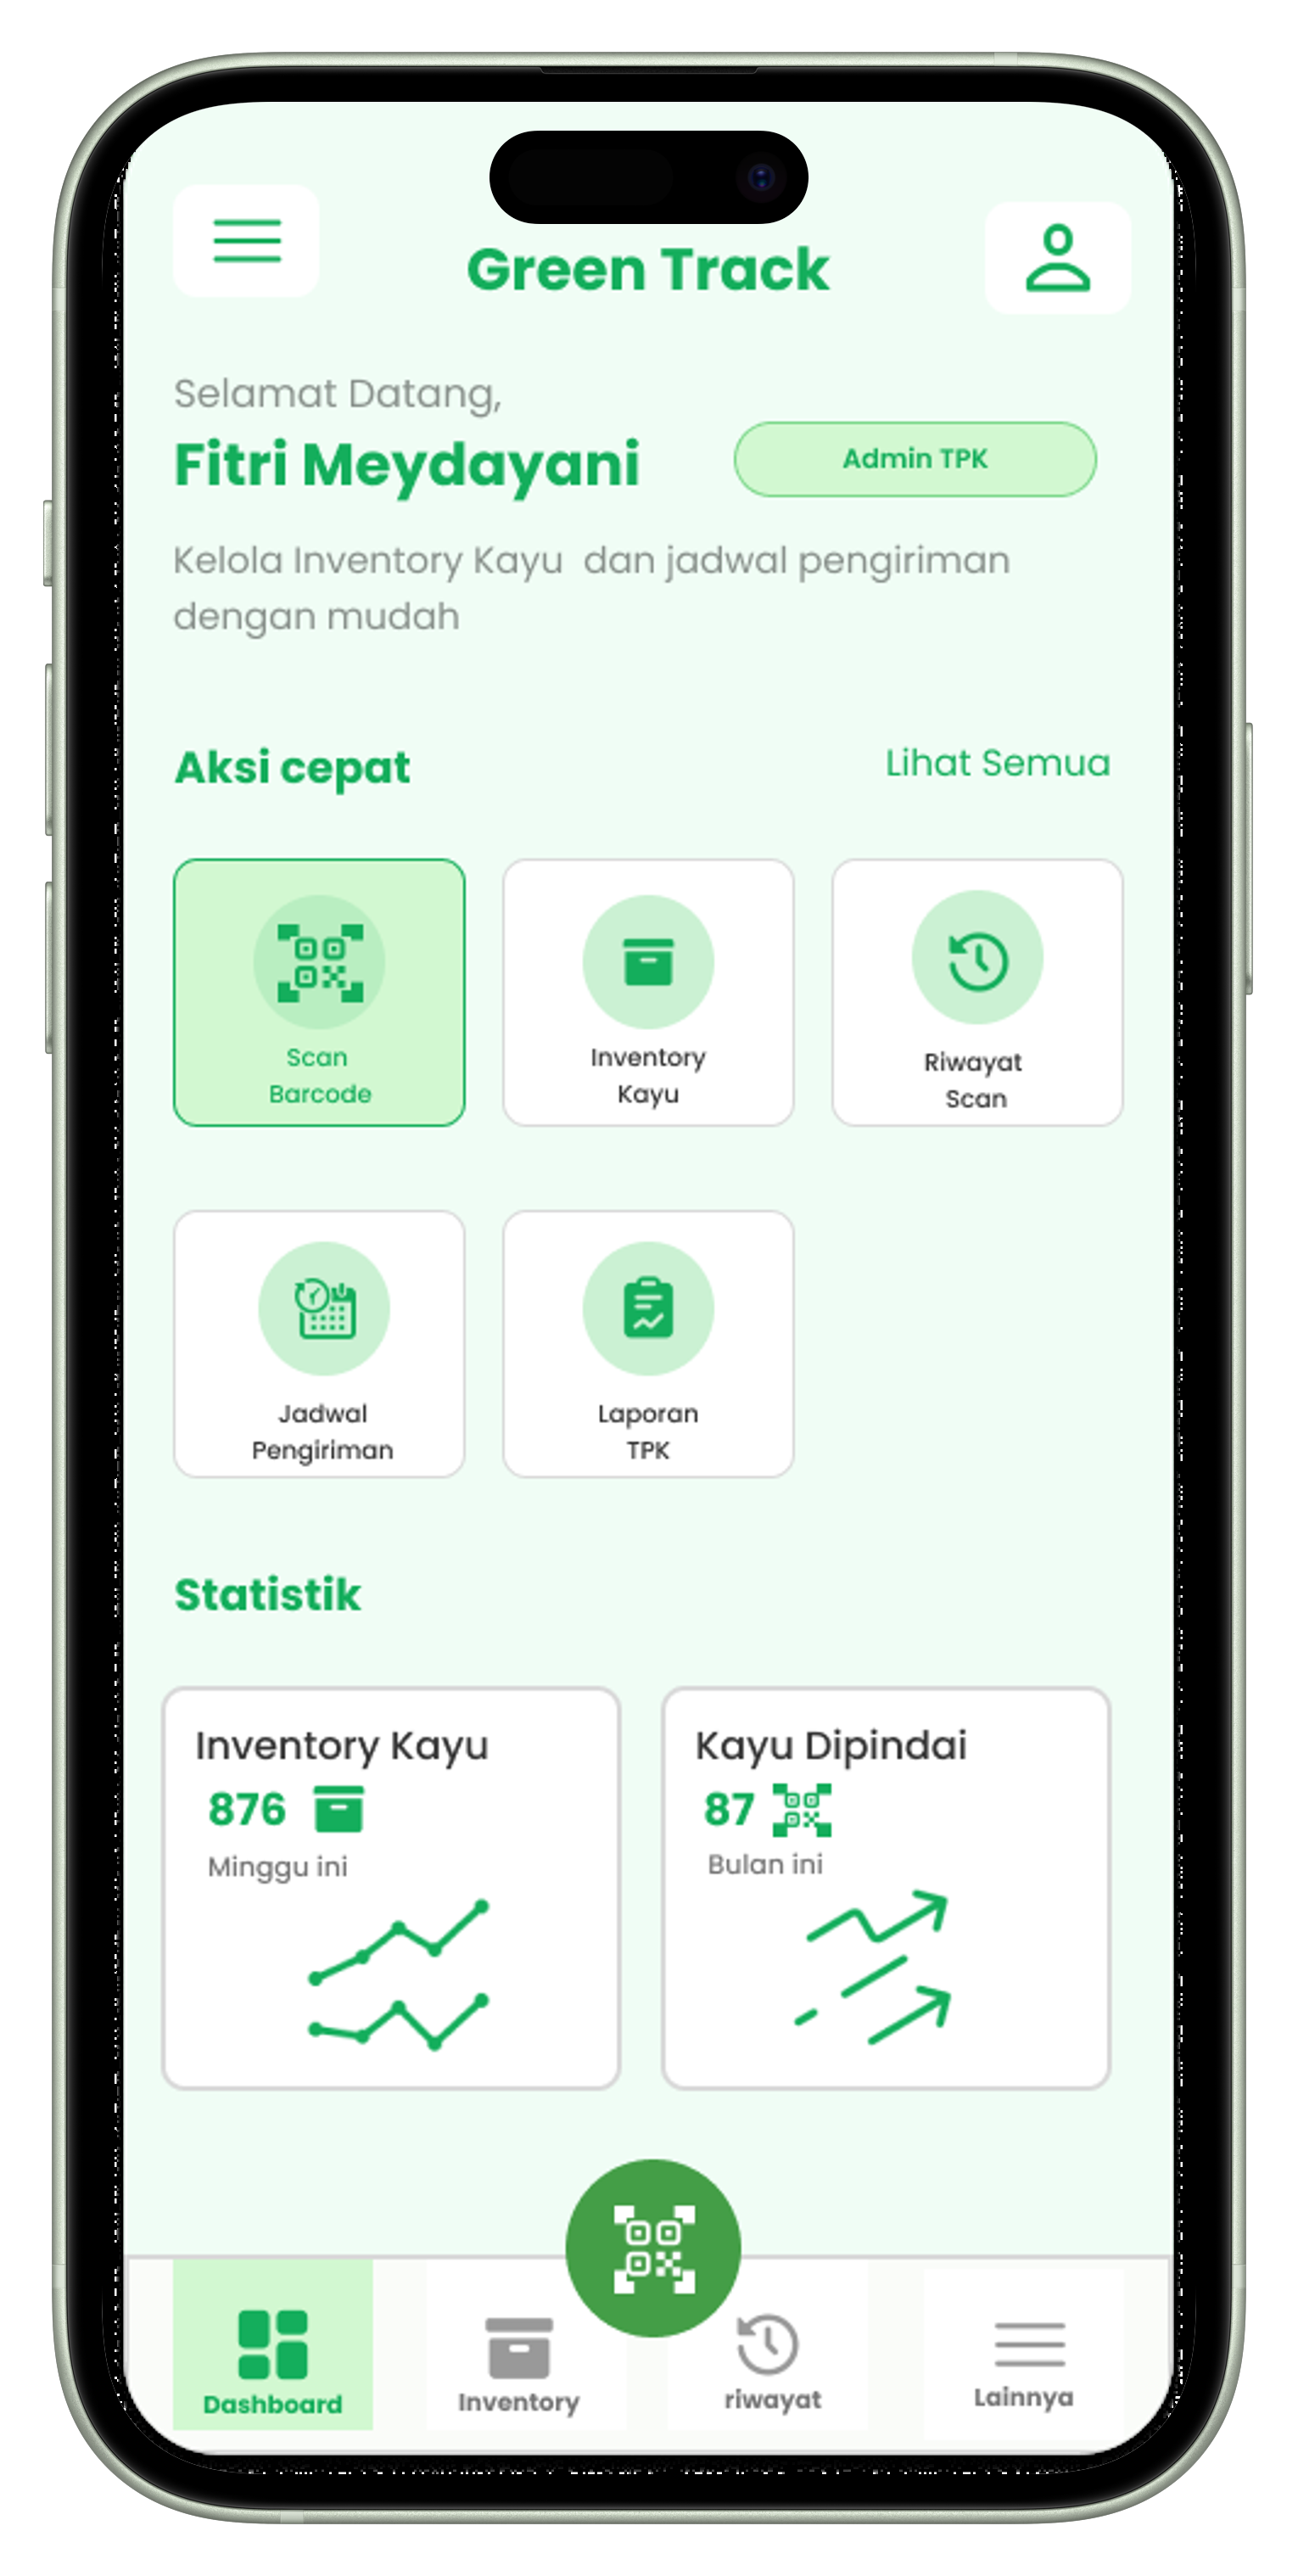 Green Track
Selamat Datang,
Fitri Meydayani
Admin TPK
Kelola Inventory Kayu  dan jadwal pengiriman
dengan mudah
Aksi cepat
Lihat Semua
Scan
Barcode
Inventory
Kayu
Riwayat
Scan
Jadwal
Pengiriman
Laporan
TPK
Statistik
Inventory Kayu
876
Minggu ini
Kayu Dipindai
87
Bulan ini
Dashboard
Inventory
riwayat
Lainnya